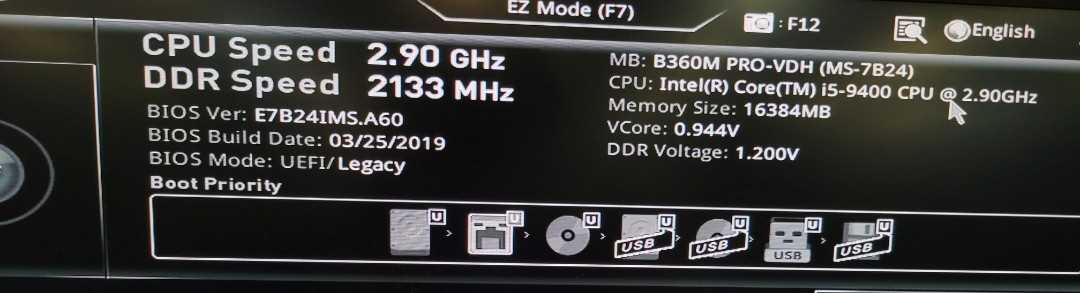 EZ Mode (F7)
: F12
English
CPU Speed 2.90 GHz
DDR Speed 2133 MHz
MB: B360M PRO-VDH (MS-7B24)
CPU: Intel(R) Core(TM) i5-9400 CPU @ 2.90GHz
Memory Size: 16384MB
VCore: 0.944V
DDR Voltage: 1.200V
BIOS Ver: E7B24IMS.A60
BIOS Build Date: 03/25/2019
BIOS Mode: UEFI/Legacy
Boot Priority
U U U U U U U
USB USB USB USB